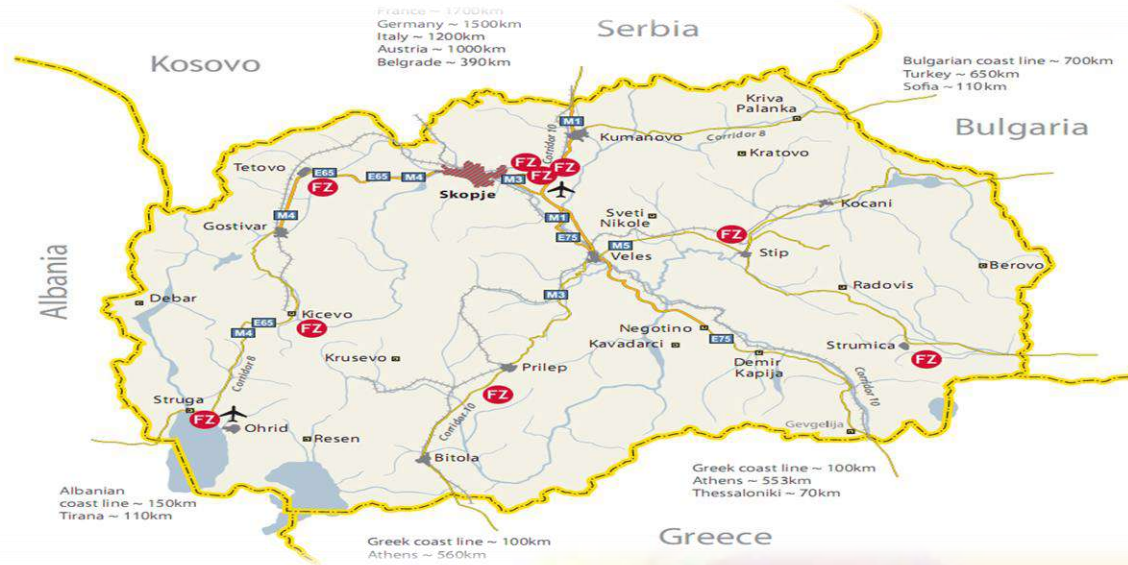 France ~ 1700km
Germany ~ 1500km
Italy ~ 1200km
Austria ~ 1000km
Belgrade ~ 390km
Serbia
Kosovo
Bulgarian coast line ~ 700km
Turkey ~ 650km
Sofia ~ 110km
Bulgaria
Kriva
Palanka
M1
Kumanovo
Corridor 10
Corridor 8
Kratovo
Tetovo
E65
FZ
E65
M4
Skopje
M3
FZ
FZ
FZ
M4
Gostivar
M1
E75
Sveti
Nikole
M5
Veles
FZ
Stip
Kocani
Berovo
Radovis
Albania
Debar
M3
Kicevo
FZ
E65
M4
Corridor 8
Krusevo
Negotino
Kavadarci
E75
Demir
Kapija
Strumica
FZ
Prilep
FZ
Corridor 10
Corridor 10
Struga
FZ
Ohrid
Resen
Bitola
Gevgelija
Albanian
coast line ~ 150km
Tirana ~ 110km
Greek coast line ~ 100km
Athens ~ 553km
Thessaloniki ~ 70km
Greek coast line ~ 100km
Athens ~ 560km
Greece